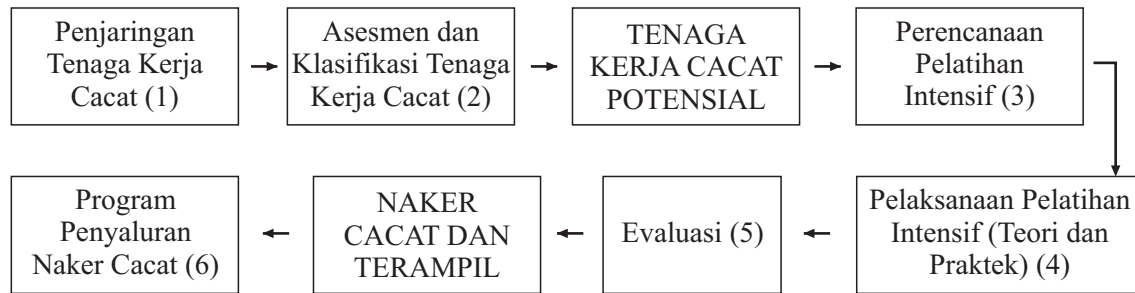 Penjaringan
Tenaga Kerja
Cacat (1)
Asesmen dan
Klasifikasi Tenaga
Kerja Cacat (2)
TENAGA
KERJA CACAT
POTENSIAL
Perencanaan
Pelatihan
Intensif (3)
Pelaksanaan Pelatihan
Intensif (Teori dan
Praktek) (4)
Evaluasi (5)
NAKER
CACAT DAN
TERAMPIL
Program
Penyaluran
Naker Cacat (6)